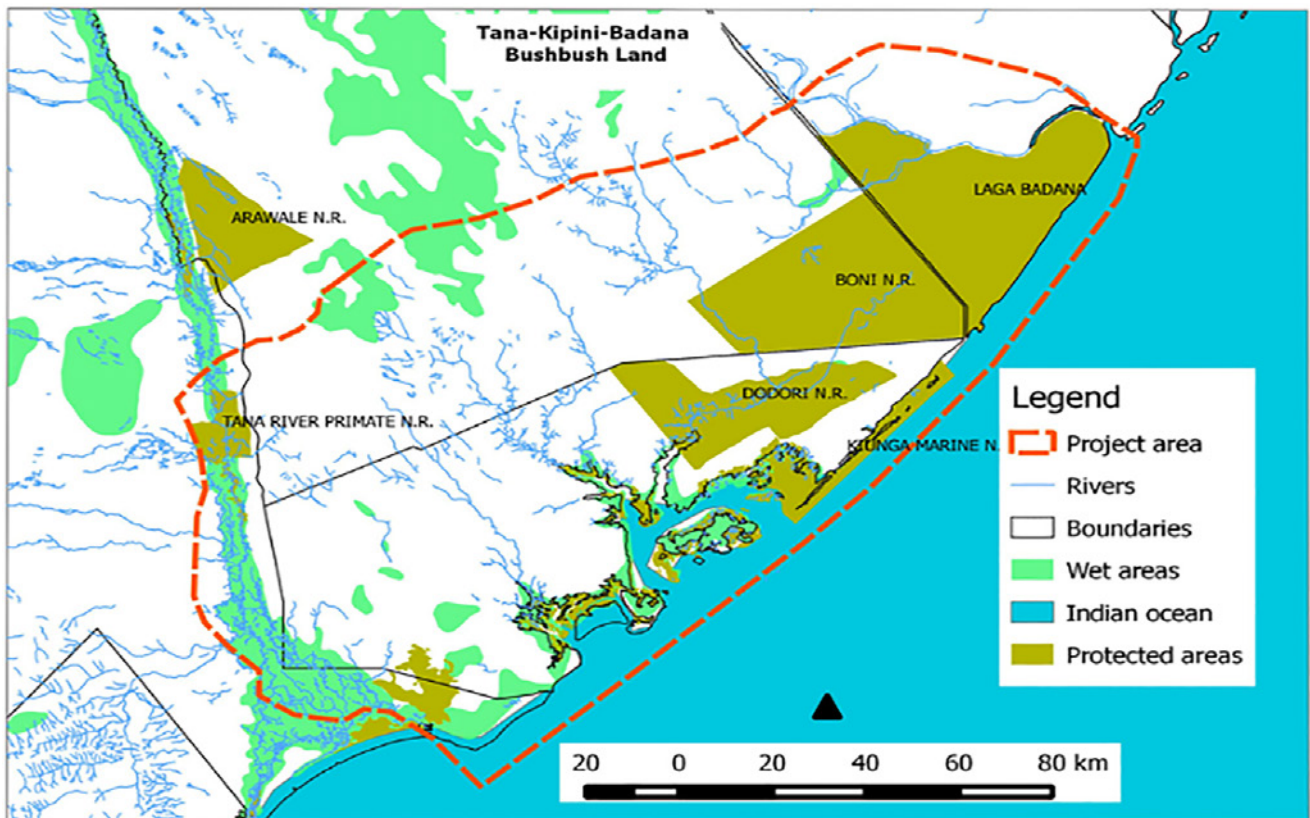 Tana-Kipini-Badana
Bushbush Land
ARAWALE N.R.
LAGA BADANA
BONI N.R.
DODORI N.R.
TANA RIVER PRIMATE N.R.
KIUNGA MARINE N.
Legend
Project area
Rivers
Boundaries
Wet areas
Indian ocean
Protected areas
20 0 20 40 60 80 km